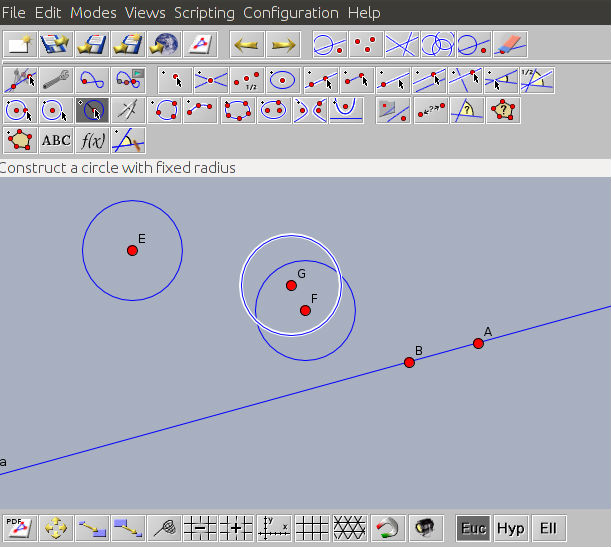 File Edit Modes Views Scripting Configuration Help
1/2
1/2
←??→
?
?
ABC f(x)
Construct a circle with fixed radius
E
G
F
A
B
a
PDF y x Euc Hyp Ell